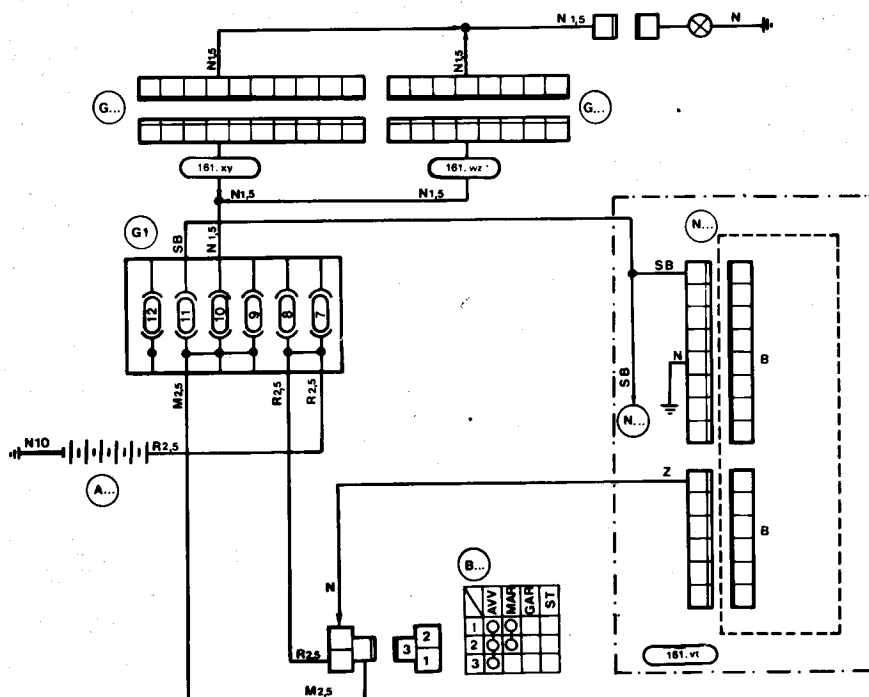 N 1,5
N
N1,5
N1,5
G...
G...
161.xy
161.wz
N1,5
N1,5
G1
SB
N 1,5
N...
SB
12
11
10
9
8
7
N
B
SB
M2,5
R2,5
R2,5
N...
N10
R2,5
A...
Z
B
B...
N
AVV
MAR
GAR
ST
1
2
3
2
3
1
R2,5
M2,5
161.vt